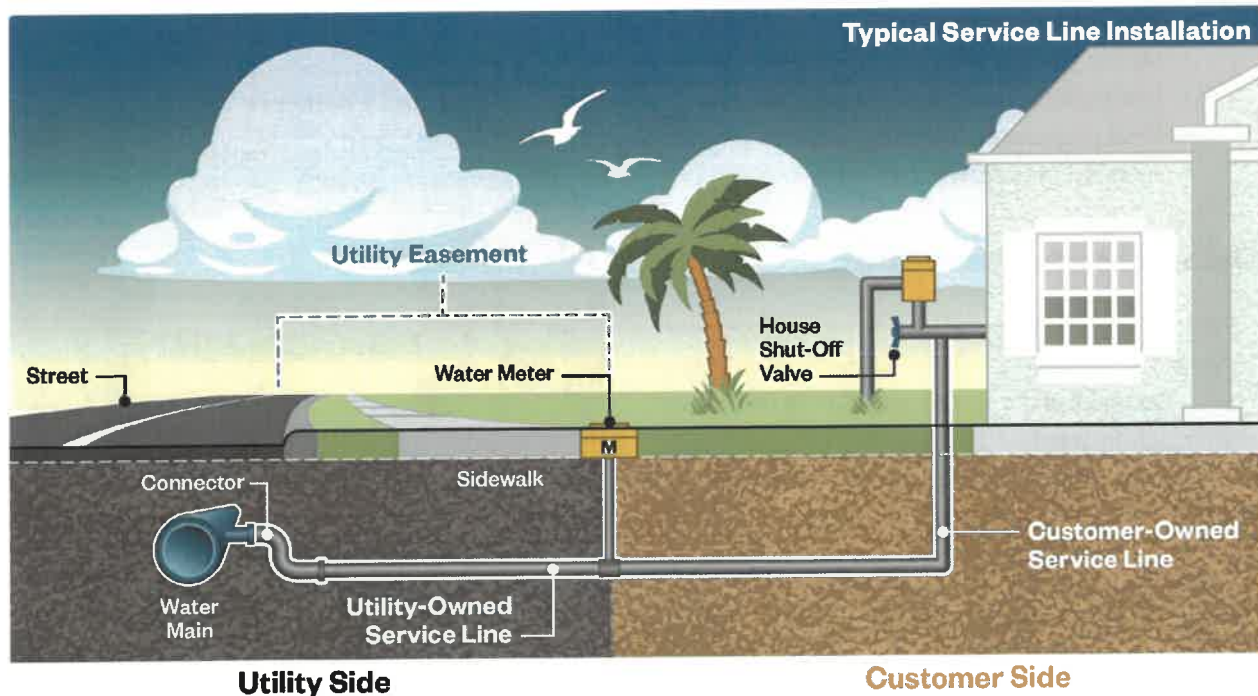 Typical Service Line Installation
Utility Easement
House
Shut-Off
Valve
Street
Water Meter
M
Connector
Sidewalk
Customer-Owned
Service Line
Water
Main
Utility-Owned
Service Line
Utility Side
Customer Side